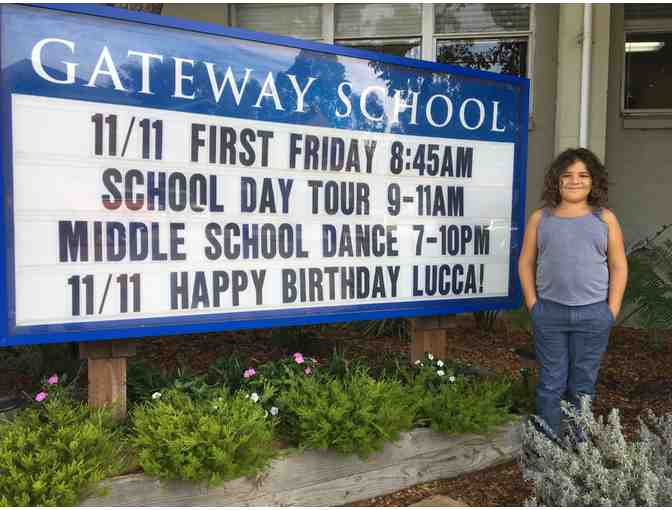 GATEWAY SCHOOL
11/11 FIRST FRIDAY 8:45AM
SCHOOL DAY TOUR 9-11AM
MIDDLE SCHOOL DANCE 7-10PM
11/11 HAPPY BIRTHDAY LUCCA!